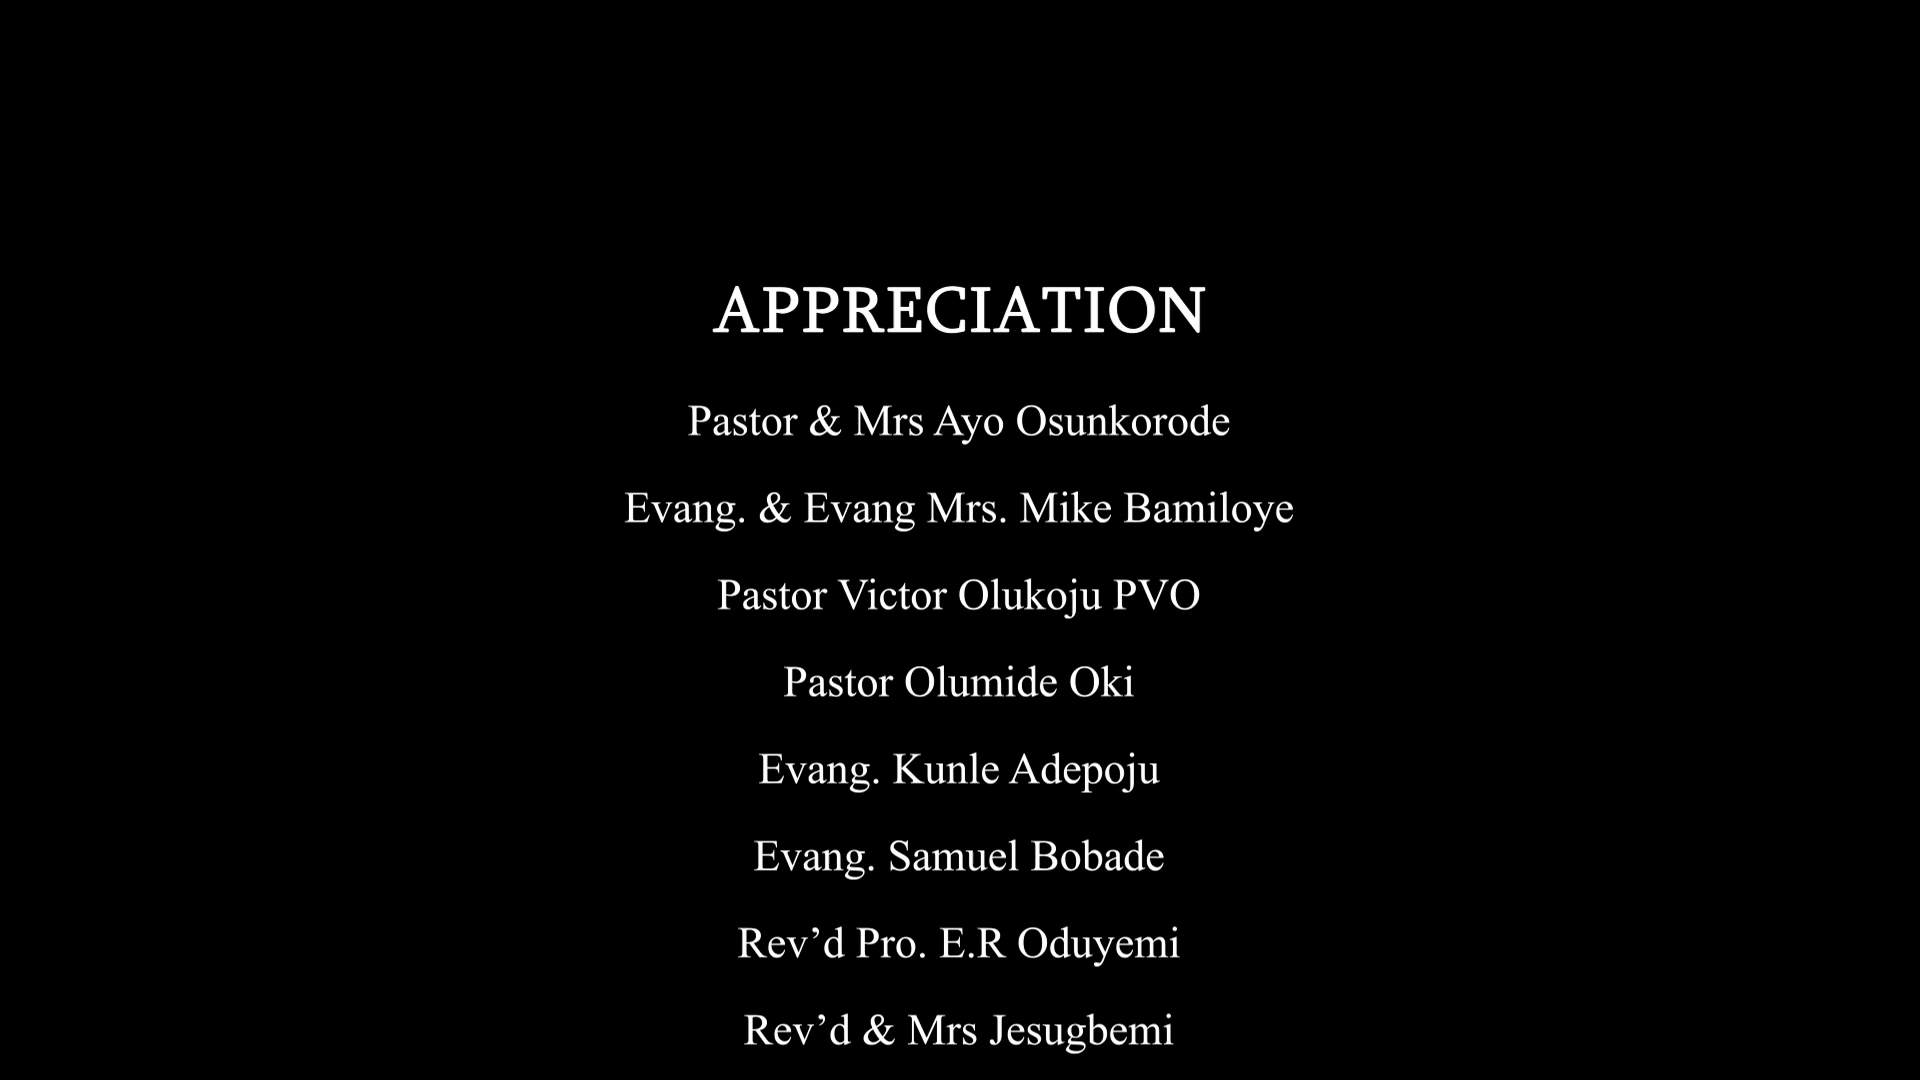 APPRECIATION
Pastor & Mrs Ayo Osunkorode
Evang. & Evang Mrs. Mike Bamiloye
Pastor Victor Olukoju PVO
Pastor Olumide Oki
Evang. Kunle Adepoju
Evang. Samuel Bobade
Rev’d Pro. E.R Oduyemi
Rev’d & Mrs Jesugbemi